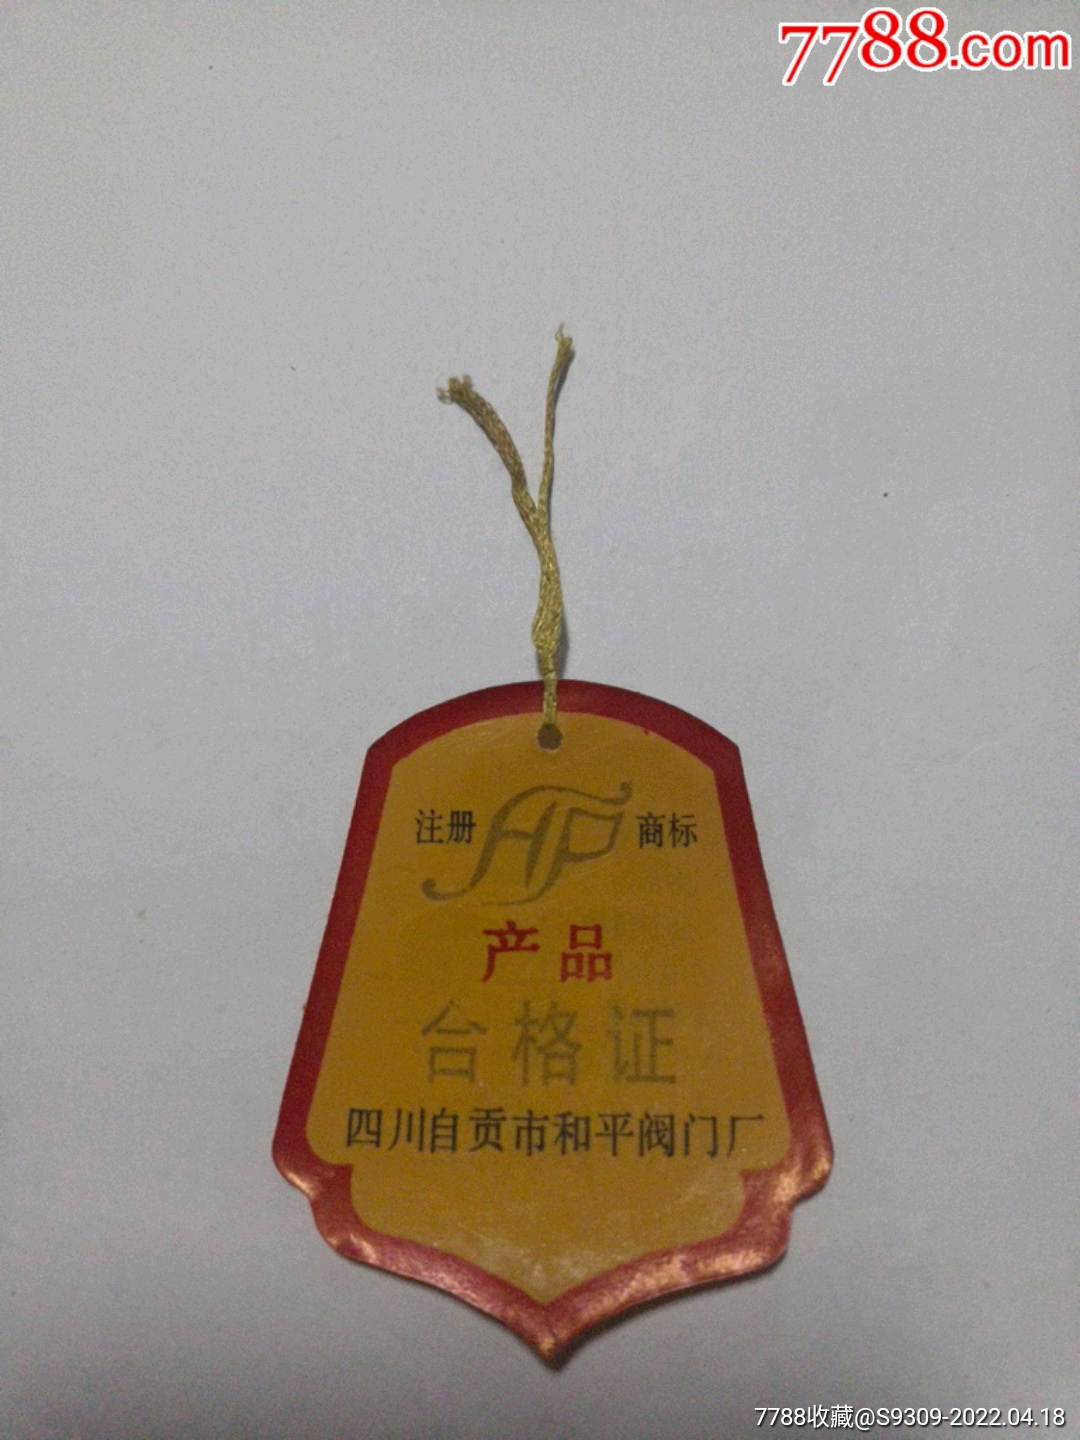 7788.com
注册 HP 商标
产品
合格证
四川自贡市和平阀门厂
7788收藏@S9309-2022.04.18